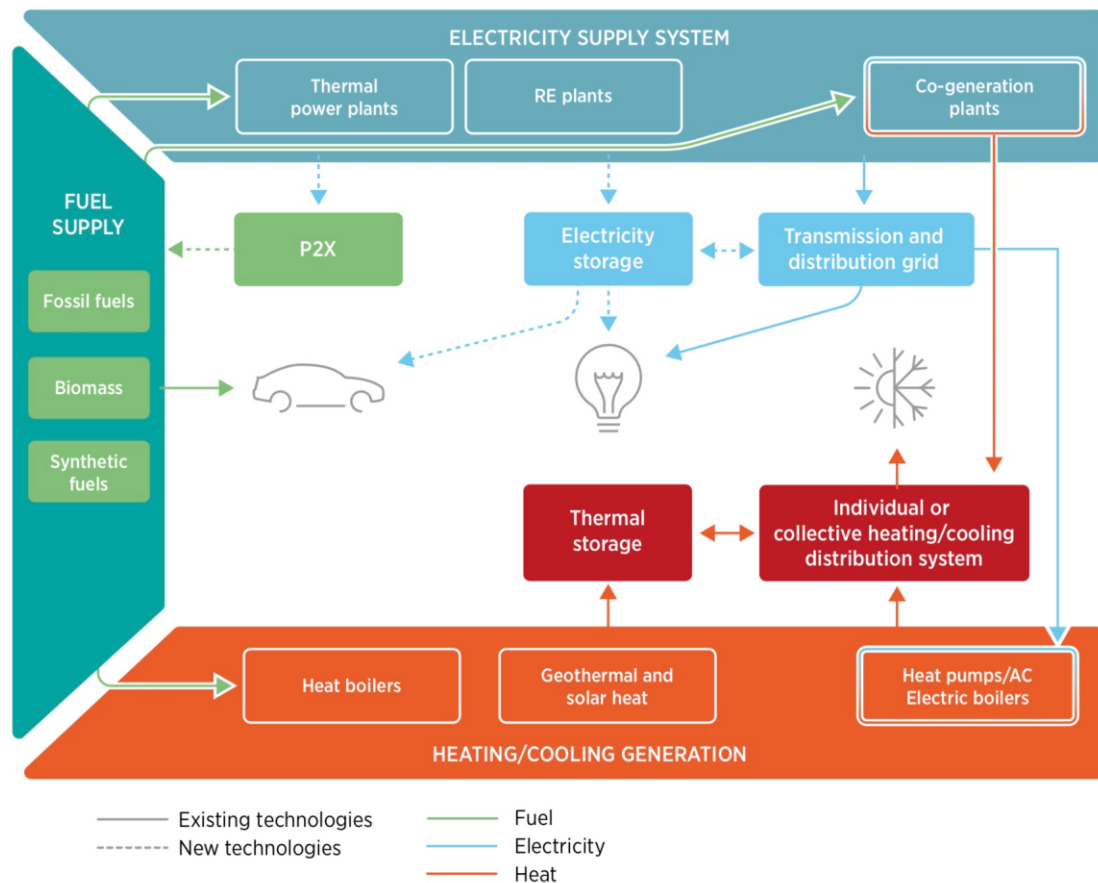 ELECTRICITY SUPPLY SYSTEM
Thermal
power plants
RE plants
Co-generation
plants
FUEL
SUPPLY
Fossil fuels
Biomass
Synthetic
fuels
P2X
Electricity
storage
Transmission and
distribution grid
Thermal
storage
Individual or
collective heating/cooling
distribution system
Heat boilers
Geothermal and
solar heat
Heat pumps/AC
Electric boilers
HEATING/COOLING GENERATION
Existing technologies
New technologies
Fuel
Electricity
Heat